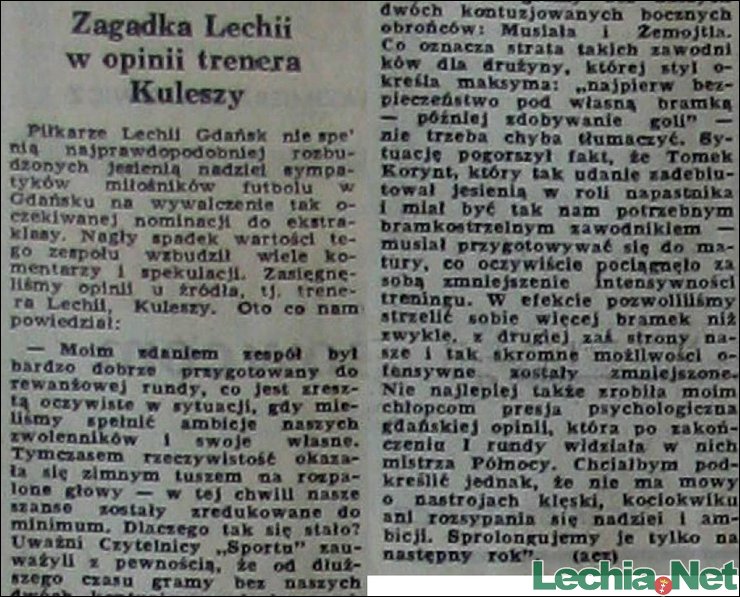 Zagadka Lechii
w opinii trenera
Kuleszy
Piłkarze Lechii Gdańsk nie speł
nią najprawdopodobniej rozbu-
dzonych jesienią nadziei sympa-
tyków miłośników futbolu w
Gdańsku na wywalczenie tak o-
czekiwanej nominacji do ekstra-
klasy. Nagły spadek wartości te-
go zespołu wzbudził wiele ko-
mentarzy i spekulacji. Zasięgnę-
liśmy opinii u źródła, tj. trene-
ra Lechii, Kuleszy. Oto co nam
powiedział:
— Moim zdaniem zespół był
bardzo dobrze przygotowany do
rewanżowej rundy, co jest zresz-
tą oczywiste w sytuacji, gdy mie-
liśmy spełnić ambicje naszych
zwolenników i swoje własne.
Tymczasem rzeczywistość okaza-
ła się zimnym tuszem na rozpa-
lone głowy — w tej chwili nasze
szanse zostały zredukowane do
minimum. Dlaczego tak się stało?
Uważni Czytelnicy „Sportu" zau-
ważyli z pewnością, że od dłuż-
szego czasu gramy bez naszych
dwóch kontuzjowanych bocznych
obrońców: Musiała i Żemojtla.
Co oznacza strata takich zawodni
ków dla drużyny, której styl o-
kreśla maksyma: „najpierw bez-
pieczeństwo pod własną bramką
— później zdobywanie goli" —
nie trzeba chyba tłumaczyć. Sy-
tuację pogorszył fakt, że Tomek
Korynt, który tak udanie zadebiu-
tował jesienią w roli napastnika
i miał być tak nam potrzebnym
bramkostrzelnym zawodnikiem —
musiał przygotowywać się do ma-
tury, co oczywiście pociągnęło za
sobą zmniejszenie intensywności
treningu. W efekcie pozwoliliśmy
strzelić sobie więcej bramek niż
zwykle, z drugiej zaś strony na-
sze i tak skromne możliwości o-
fensywne zostały zmniejszone.
Nie najlepiej także zrobiła moim
chłopcom presja psychologiczna
gdańskiej opinii, która po zakoń-
czeniu I rundy widziała w nich
mistrza Północy. Chciałbym pod-
kreślić jednak, że nie ma mowy
o nastrojach klęski, kociokwiku
ani rozsypania się nadziei i am-
bicji. Sprolongujemy je tylko na
następny rok". (acz)
Lechia.Net